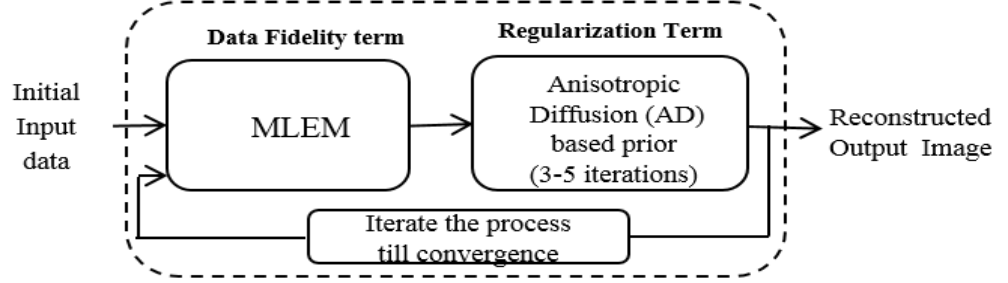 Data Fidelity term
Regularization Term
Initial
Input
data
MLEM
Anisotropic
Diffusion (AD)
based prior
(3-5 iterations)
Reconstructed
Output Image
Iterate the process
till convergence